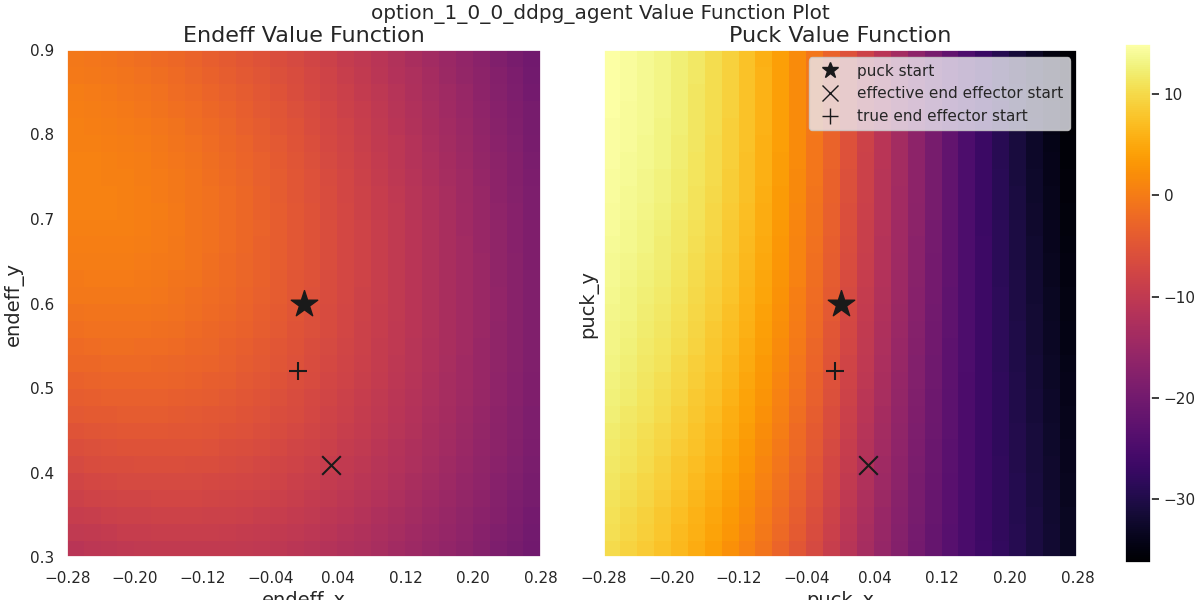 option_1_0_0_ddpg_agent Value Function Plot
Endeff Value Function
Puck Value Function
puck start
effective end effector start
true end effector start
endeff_y
0.9
0.8
0.7
0.6
0.5
0.4
0.3
−0.28 −0.20 −0.12 −0.04 0.04 0.12 0.20 0.28
endeff_x
puck_y
−0.28 −0.20 −0.12 −0.04 0.04 0.12 0.20 0.28
puck_x
10
0
−10
−20
−30